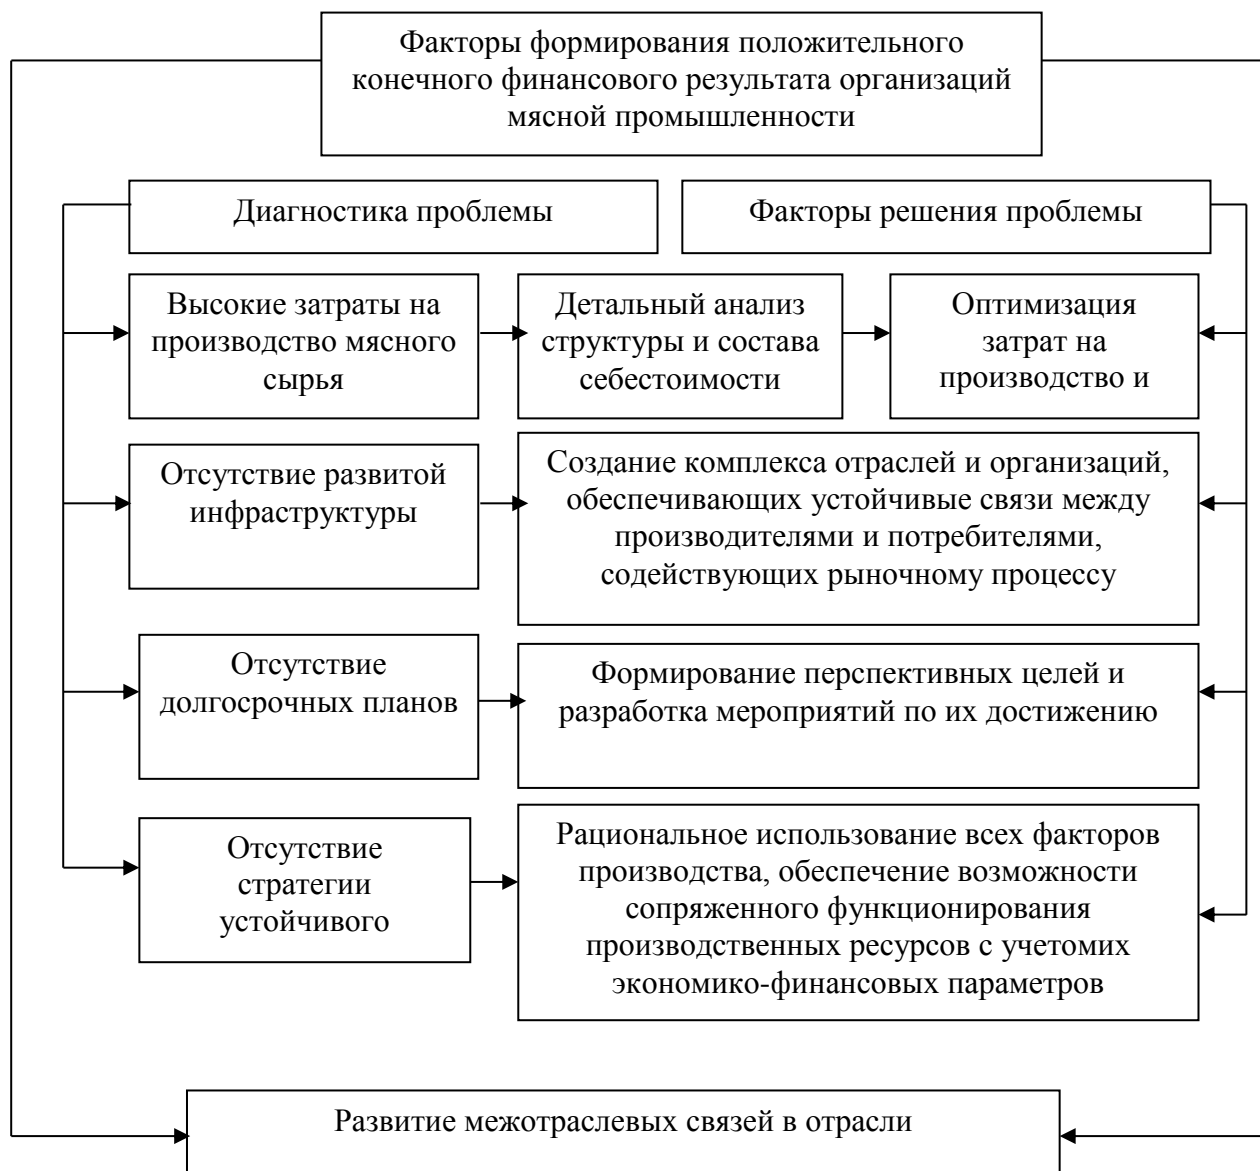 Факторы формирования положительного
конечного финансового результата организаций
мясной промышленности
Диагностика проблемы
Факторы решения проблемы
Высокие затраты на
производство мясного
сырья
Детальный анализ
структуры и состава
себестоимости
Оптимизация
затрат на
производство и
Отсутствие развитой
инфраструктуры
Создание комплекса отраслей и организаций,
обеспечивающих устойчивые связи между
производителями и потребителями,
содействующих рыночному процессу
Отсутствие
долгосрочных планов
Формирование перспективных целей и
разработка мероприятий по их достижению
Отсутствие
стратегии
устойчивого
Рациональное использование всех факторов
производства, обеспечение возможности
сопряженного функционирования
производственных ресурсов с учетомих
экономико-финансовых параметров
Развитие межотраслевых связей в отрасли